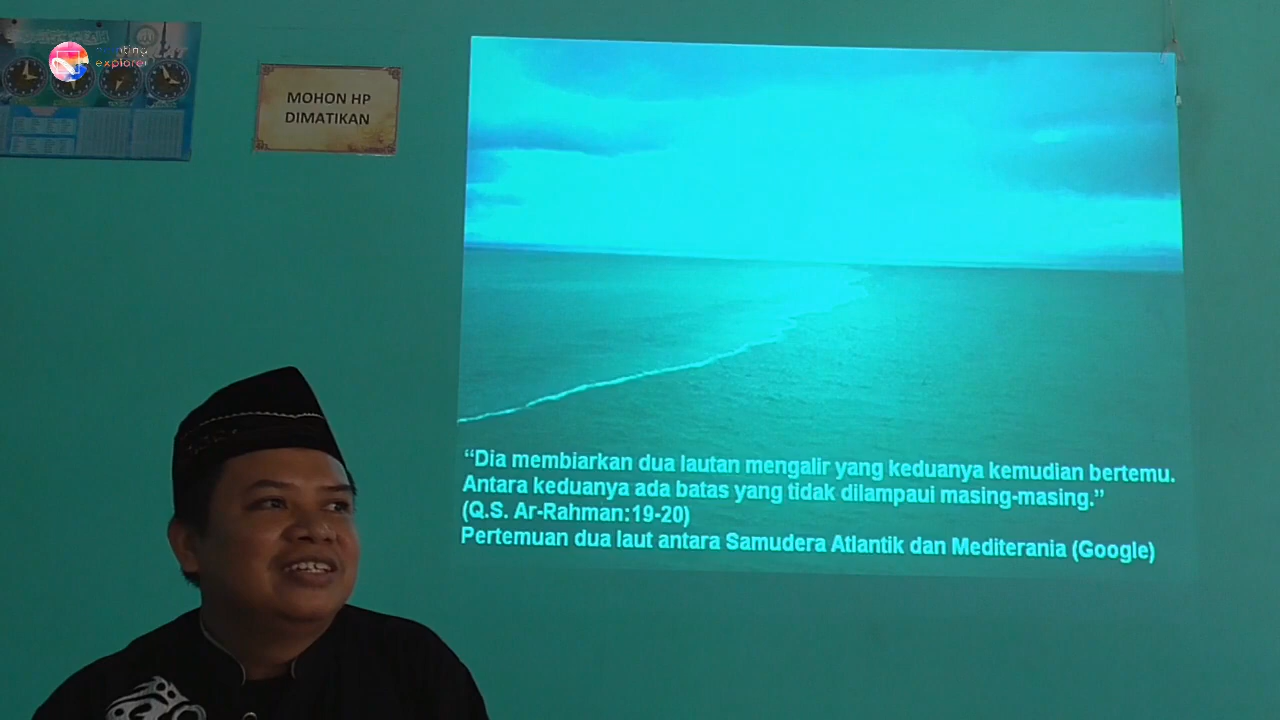 explorer
MOHON HP
DIMATIKAN
“Dia membiarkan dua lautan mengalir yang keduanya kemudian bertemu.
Antara keduanya ada batas yang tidak dilampaui masing-masing.”
(Q.S. Ar-Rahman:19-20)
Pertemuan dua laut antara Samudera Atlantik dan Mediterania (Google)